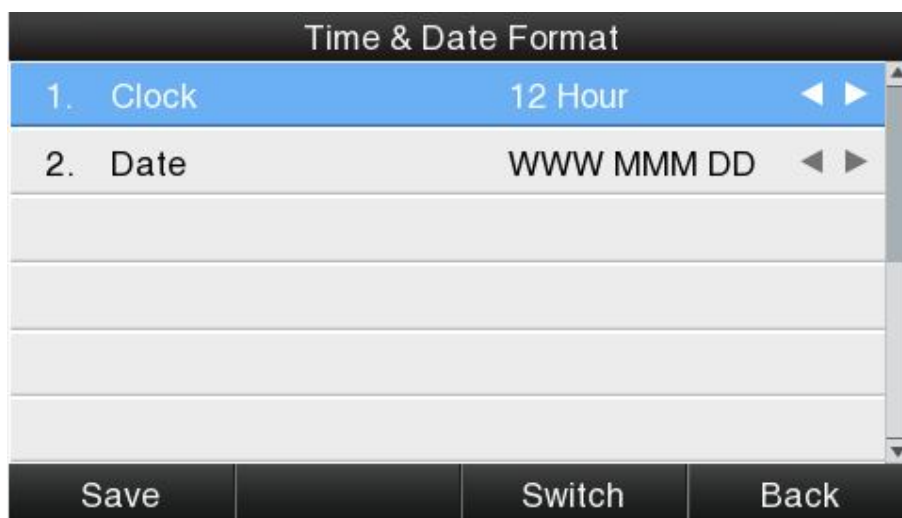 Time & Date Format
1. Clock 12 Hour
2. Date WWW MMM DD
Save Switch Back